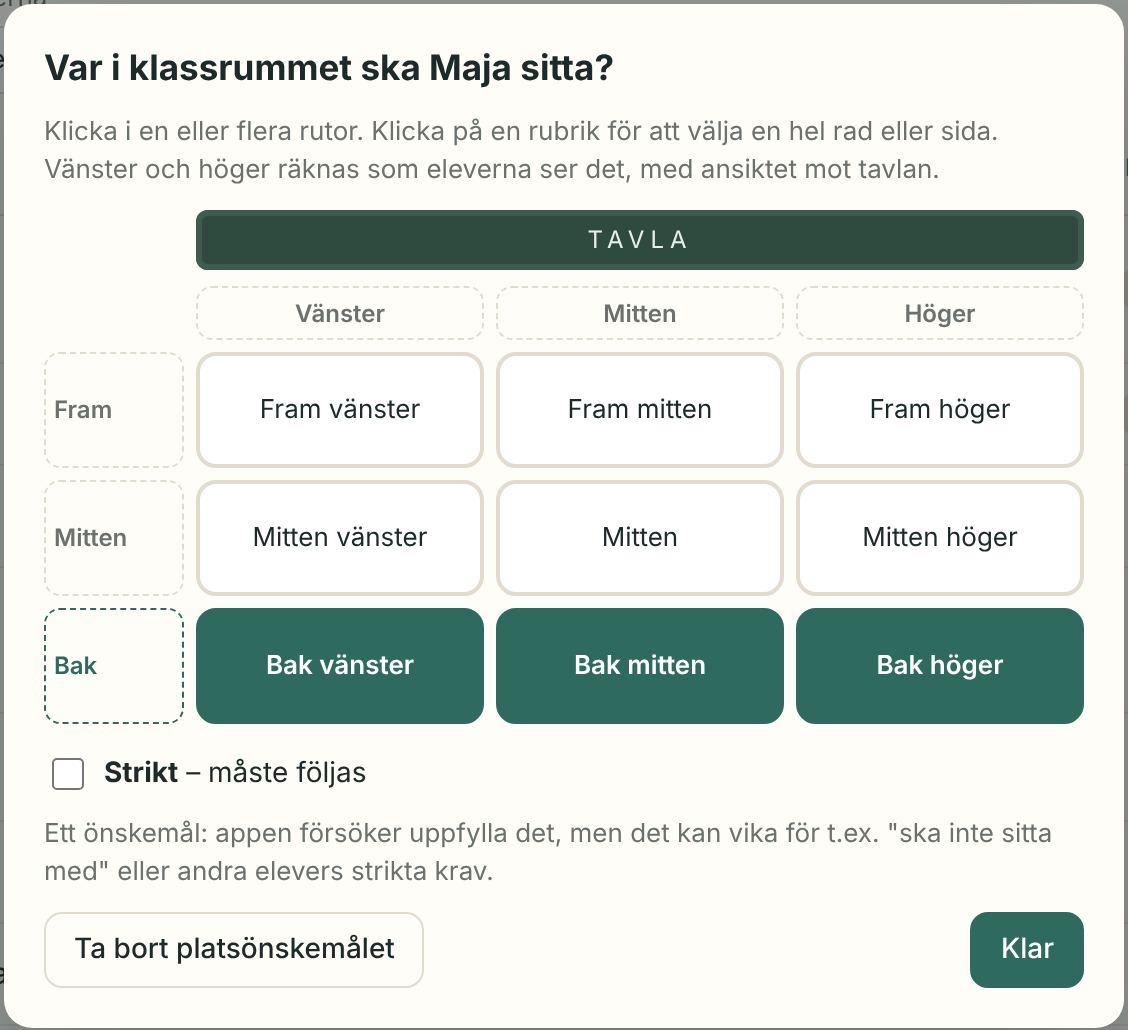 Var i klassrummet ska Maja sitta?
Klicka i en eller flera rutor. Klicka på en rubrik för att välja en hel rad eller sida.
Vänster och höger räknas som eleverna ser det, med ansiktet mot tavlan.
TAVLA
Vänster Mitten Höger
Fram Fram vänster Fram mitten Fram höger
Mitten Mitten vänster Mitten Mitten höger
Bak Bak vänster Bak mitten Bak höger
Strikt – måste följas
Ett önskemål: appen försöker uppfylla det, men det kan vika för t.ex. "ska inte sitta
med" eller andra elevers strikta krav.
Ta bort platsönskemålet Klar